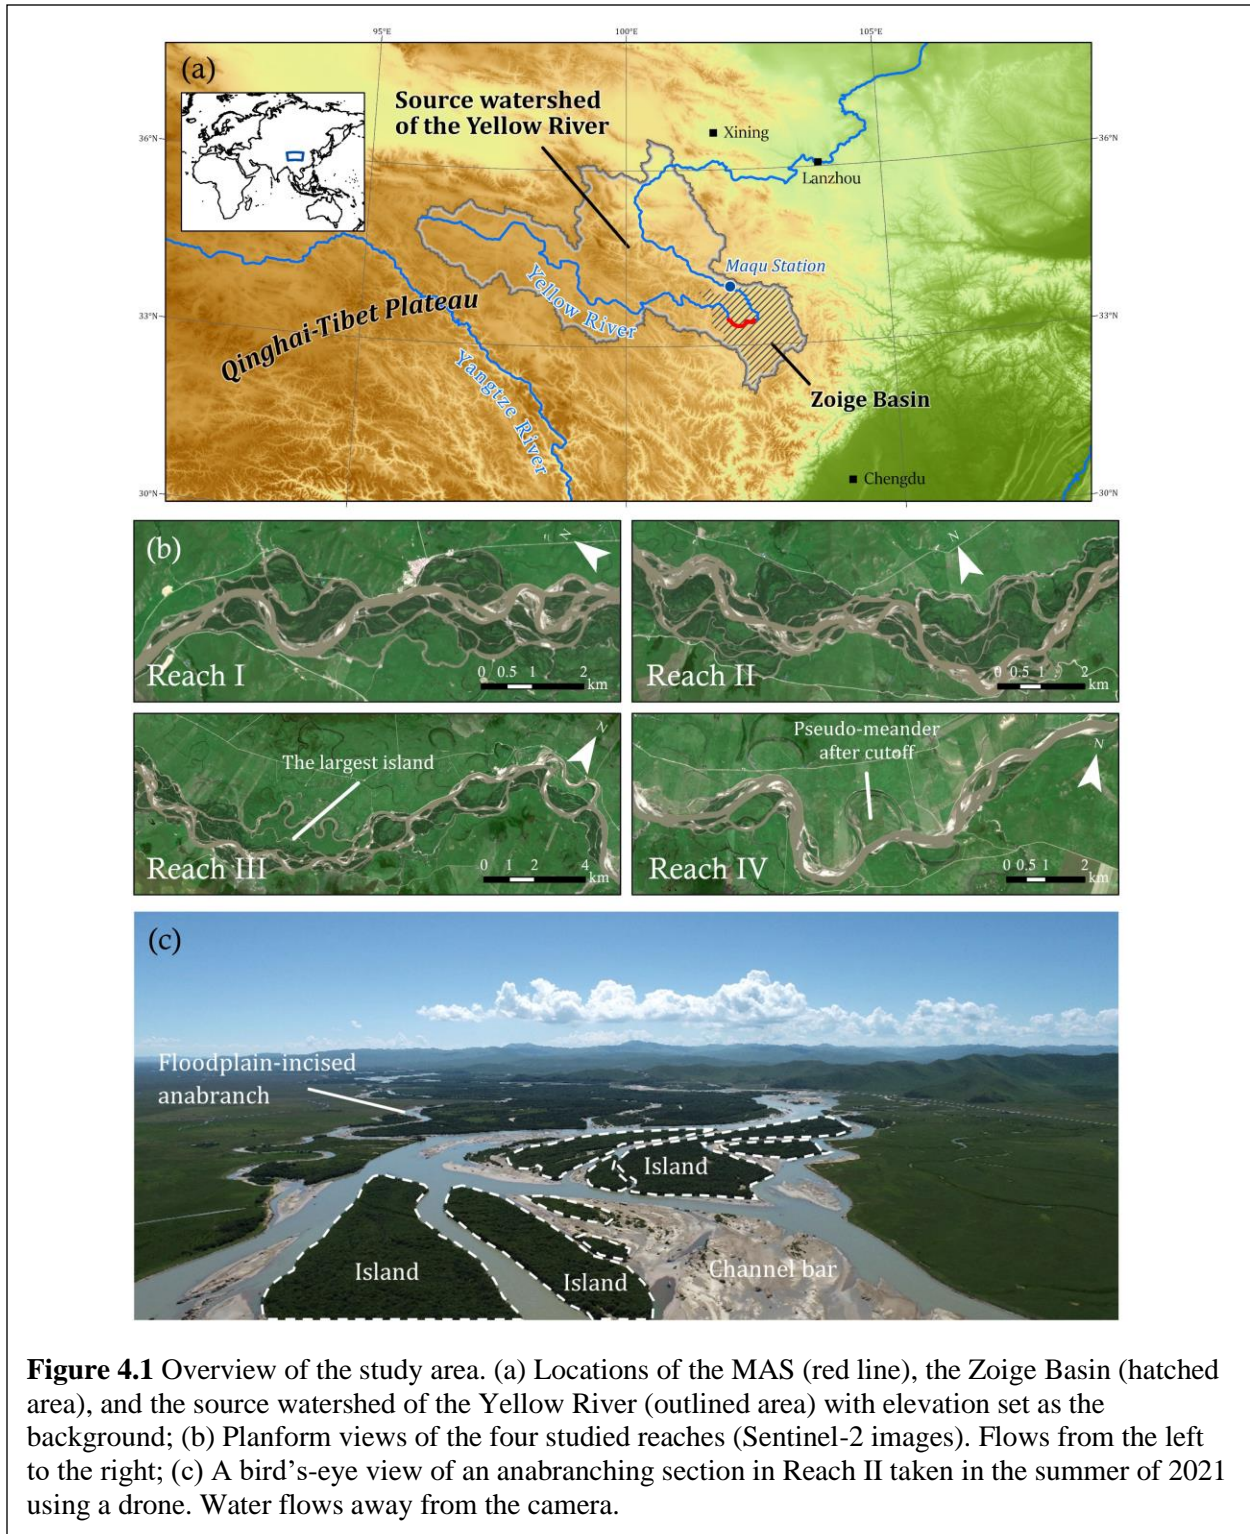 95°E 100°E 105°E
(a)
Source watershed
of the Yellow River
36°N 36°N
Xining
Lanzhou
Maqu Station
Yellow River
33°N 33°N
Qinghai-Tibet Plateau
Yangtze River
Zoige Basin
Chengdu
30°N 30°N
(b)
N
Reach I
0 0.5 1 2
km
N
Reach II
0 0.5 1 2
km
The largest island
N
Reach III
0 1 2 4
km
Pseudo-meander
after cutoff
N
Reach IV
0 0.5 1 2
km
(c)
Floodplain-incised
anabranch
Island
Island
Island
Channel bar
Figure 4.1 Overview of the study area. (a) Locations of the MAS (red line), the Zoige Basin (hatched
area), and the source watershed of the Yellow River (outlined area) with elevation set as the
background; (b) Planform views of the four studied reaches (Sentinel-2 images). Flows from the left
to the right; (c) A bird’s-eye view of an anabranching section in Reach II taken in the summer of 2021
using a drone. Water flows away from the camera.